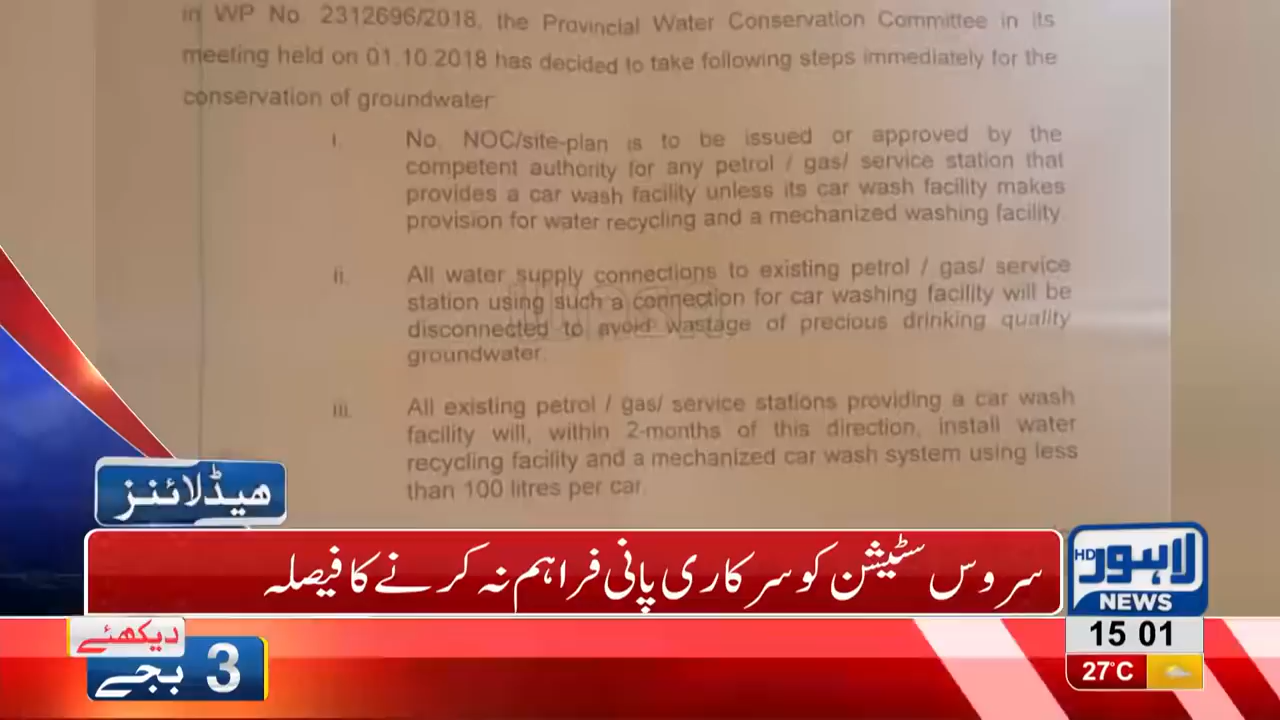 in WP No. 2312696/2018, the Provincial Water Conservation Committee in its
meeting held on 01.10.2018 has decided to take following steps immediately for the
conservation of groundwater
i. No. NOC/site-plan is to be issued or approved by the
competent authority for any petrol / gas/ service station that
provides a car wash facility unless its car wash facility makes
provision for water recycling and a mechanized washing facility.
ii. All water supply connections to existing petrol / gas/ service
station using such a connection for car washing facility will be
disconnected to avoid wastage of precious drinking quality
groundwater.
iii. All existing petrol / gas/ service stations providing a car wash
facility will, within 2-months of this direction, install water
recycling facility and a mechanized car wash system using less
than 100 litres per car.
ھیڈلائنز
سروس سٹیشن کو سرکاری پانی فراہم نہ کرنے کا فیصلہ
لاہور HD
NEWS
15 01
27°C
دیکھئے
3 بجے